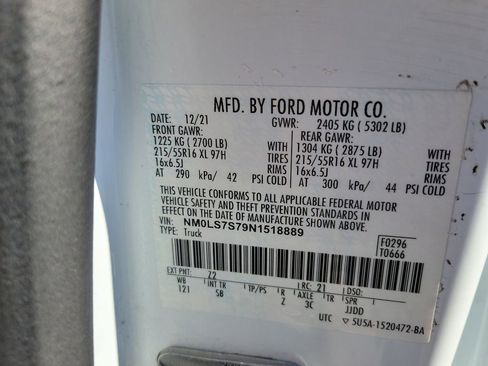 MFD. BY FORD MOTOR CO.
DATE: 12/21 GVWR: 2405 KG ( 5302 LB)
FRONT GAWR: REAR GAWR:
1225 KG ( 2700 LB) WITH 1304 KG ( 2875 LB) WITH
215/55R16 XL 97H TIRES 215/55R16 XL 97H TIRES
16x6.5J RIMS 16x6.5J RIMS
AT 290 kPa/ 42 PSI COLD AT 300 kPa/ 44 PSI COLD
THIS VEHICLE CONFORMS TO ALL APPLICABLE FEDERAL MOTOR
VEHICLE SAFETY AND THEFT PREVENTION STANDARDS IN
EFFECT ON THE DATE OF MANUFACTURE SHOWN ABOVE.
VIN: NM0LS7S79N1518889
TYPE: Truck
F0296
T0666
EXT PNT: Z2 RC: 21 DSO:
WB INT TR TP/PS R AXLE TR SPR
121 SB Z 3C JJDD
UTC ▽ 5U5A-1520472-BA